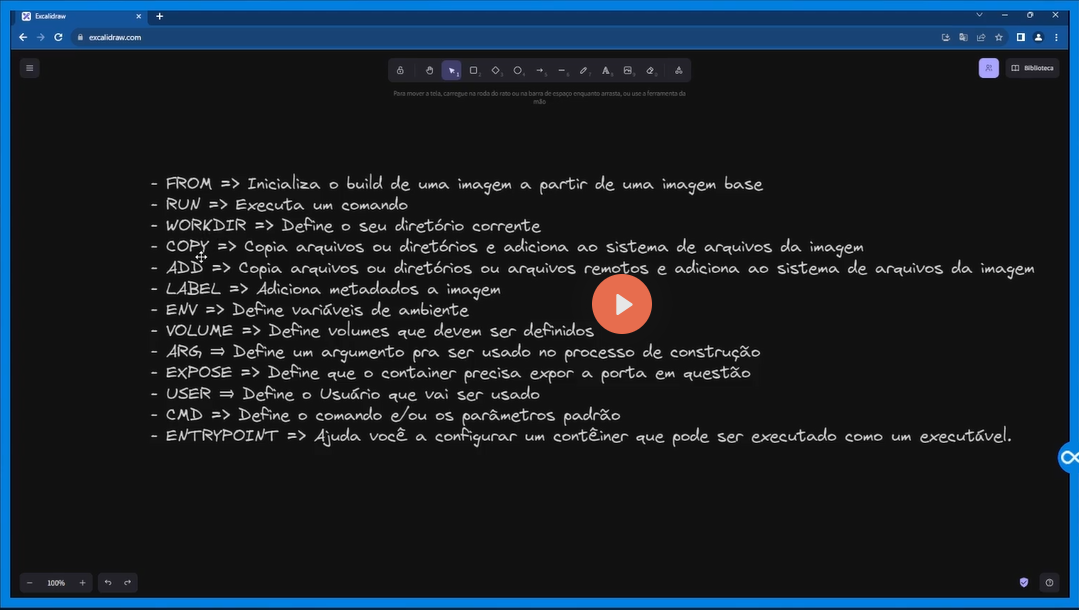 Excalidraw
excalidraw.com
Biblioteca
Para mover a tela, carregue na roda do rato ou na barra de espaço enquanto arrasta, ou use a ferramenta da
mão
- FROM => Inicializa o build de uma imagem a partir de uma imagem base
- RUN => Executa um comando
- WORKDIR => Define o seu diretório corrente
- COPY => Copia arquivos ou diretórios e adiciona ao sistema de arquivos da imagem
- ADD => Copia arquivos ou diretórios ou arquivos remotos e adiciona ao sistema de arquivos da imagem
- LABEL => Adiciona metadados a imagem
- ENV => Define variáveis de ambiente
- VOLUME => Define volumes que devem ser definidos
- ARG => Define um argumento pra ser usado no processo de construção
- EXPOSE => Define que o container precisa expor a porta em questão
- USER => Define o Usuário que vai ser usado
- CMD => Define o comando e/ou os parâmetros padrão
- ENTRYPOINT => Ajuda você a configurar um contêiner que pode ser executado como um executável.
100%